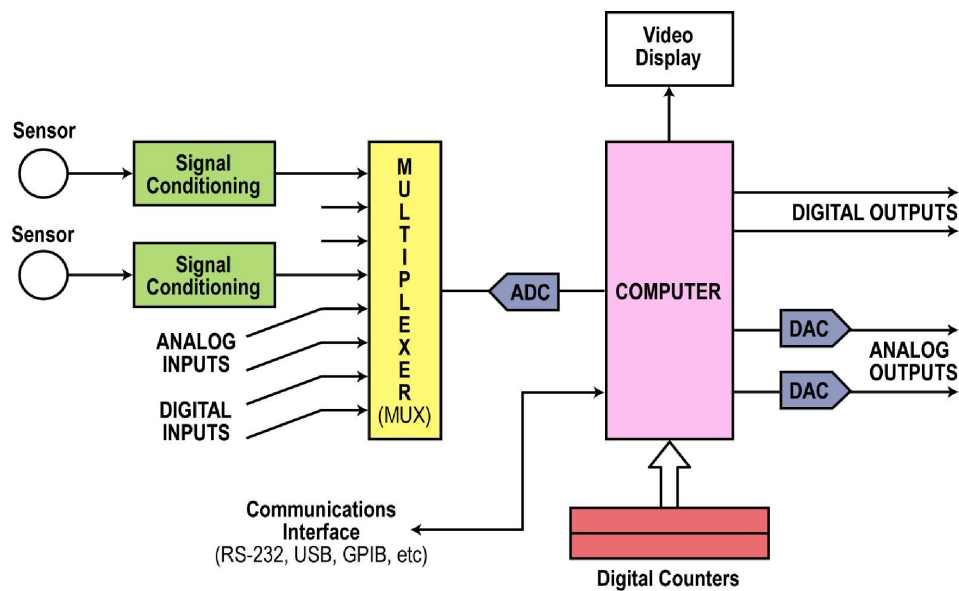 Video
Display
Sensor
Signal
Conditioning
Sensor
Signal
Conditioning
ANALOG
INPUTS
DIGITAL
INPUTS
MULTIPLEXER
(MUX)
ADC
COMPUTER
DIGITAL OUTPUTS
DAC
ANALOG
OUTPUTS
DAC
Communications
Interface
(RS-232, USB, GPIB, etc)
Digital Counters